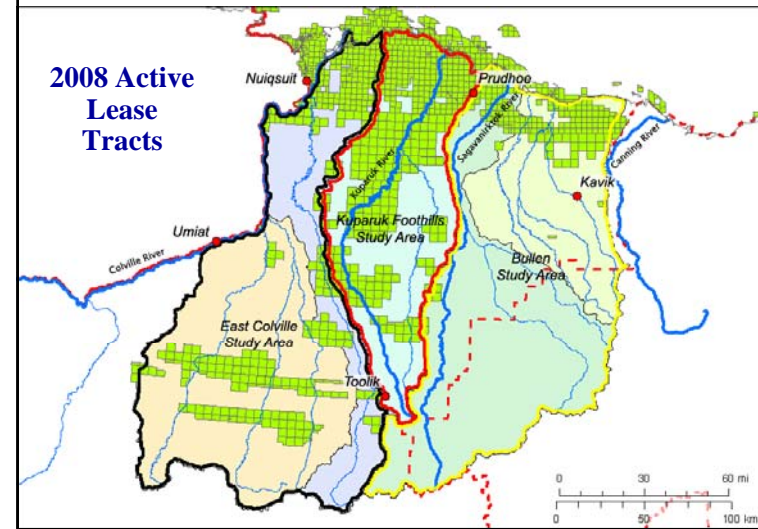 2008 Active
Lease
Tracts
Nuiqsuit
Prudhoe
Sagavanirktok River
Canning River
Kuparuk River
Kavik
Umiat
Colville River
Kuparuk Foothills
Study Area
Bullen
Study Area
East Colville
Study Area
Toolik
0 30 60 mi
0 50 100 km